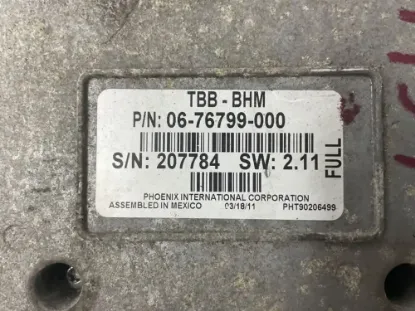 TBB - BHM
P/N: 06-76799-000
S/N: 207784 SW: 2.11
FULL
PHOENIX INTERNATIONAL CORPORATION
ASSEMBLED IN MEXICO 03/18/11 PHT90206499